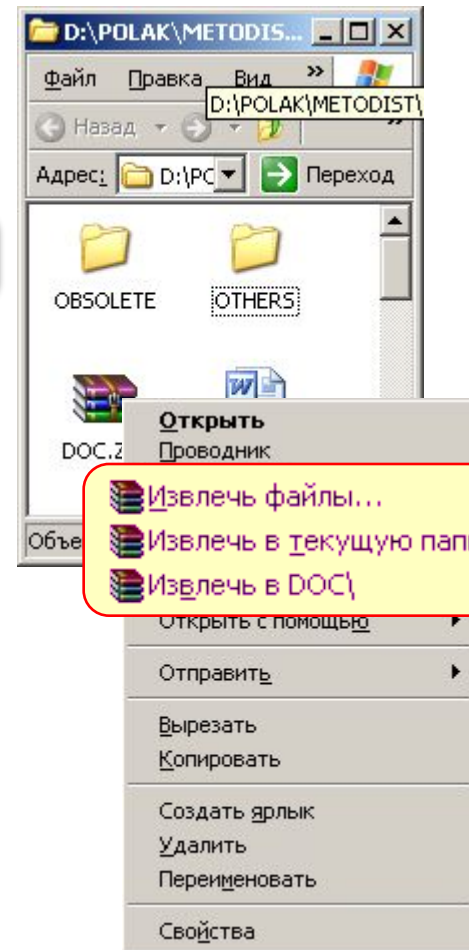 D:\POLAK\METODIS...
Файл Правка Вид »
D:\POLAK\METODIST\
Назад »
Адрес: D:\PC Переход
OBSOLETE OTHERS
DOC.Z
Открыть
Проводник
Извлечь файлы...
Объе
Извлечь в текущую пап
Извлечь в DOC\
Открыть с помощью
Отправить
Вырезать
Копировать
Создать ярлык
Удалить
Переименовать
Свойства